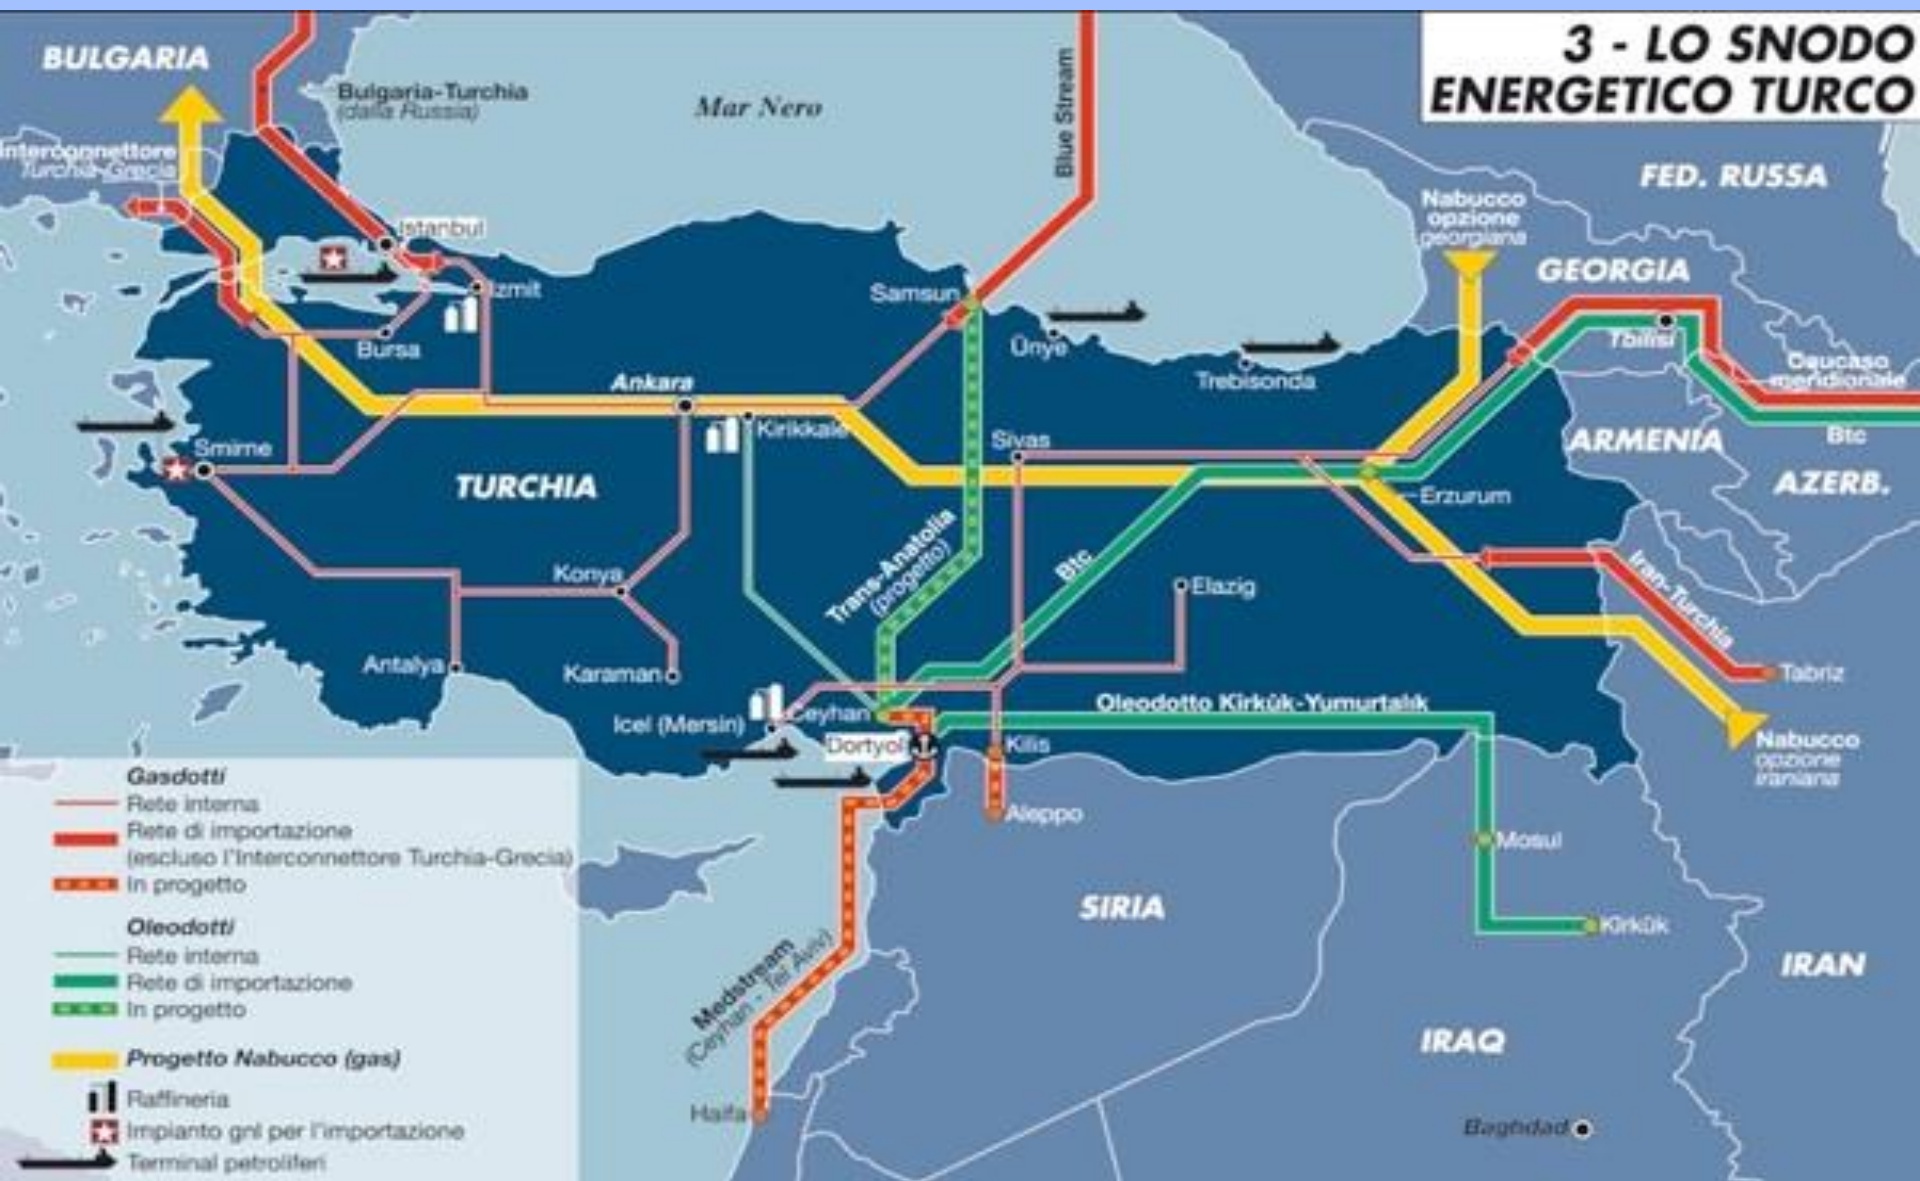 3 - LO SNODO
ENERGETICO TURCO
BULGARIA
Bulgaria-Turchia
(dalla Russia)
Mar Nero
Blue Stream
Interconnettore
Turchia-Grecia
FED. RUSSA
Nabucco
opzione
georgiana
GEORGIA
Istanbul
Izmit
Samsun
Ünye
Trebisonda
Tbilisi
Caucaso
meridionale
Btc
Bursa
Ankara
Kirikkale
Sivas
ARMENIA
AZERB.
Smirne
TURCHIA
Erzurum
Trans-Anatolia
(progetto)
Btc
Iran-Turchia
Konya
Elazig
Antalya
Karaman
Tabriz
Icel (Mersin)
Ceyhan
Oleodotto Kirkûk-Yumurtalık
Dortyol
Kilis
Nabucco
opzione
iraniana
Aleppo
Mosul
Kirkûk
SIRIA
IRAN
IRAQ
Baghdad
Medstream
(Ceyhan - Tel Aviv)
Haifa
Gasdotti
Rete interna
Rete di importazione
(escluso l'Interconnettore Turchia-Grecia)
In progetto
Oleodotti
Rete interna
Rete di importazione
In progetto
Progetto Nabucco (gas)
Raffineria
Impianto gnl per l'importazione
Terminal petroliferi